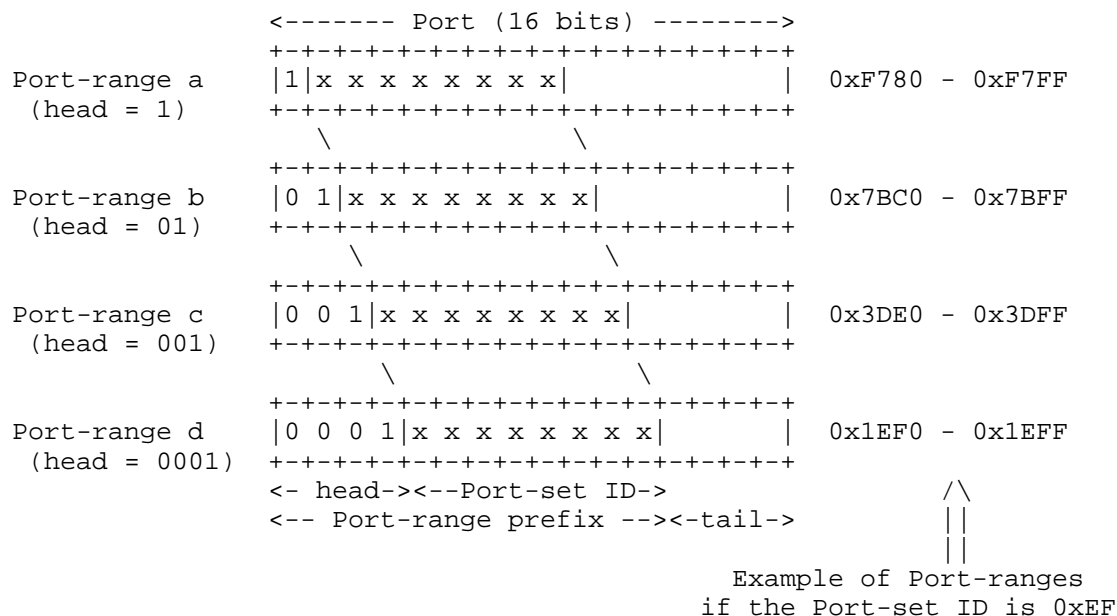 <------- Port (16 bits) -------->
                +-+-+-+-+-+-+-+-+-+-+-+-+-+-+-+-+
Port-range a    |1|x x x x x x x x|             |  0xF780 - 0xF7FF
 (head = 1)     +-+-+-+-+-+-+-+-+-+-+-+-+-+-+-+-+
                   \               \
                +-+-+-+-+-+-+-+-+-+-+-+-+-+-+-+-+
Port-range b    |0 1|x x x x x x x x|           |  0x7BC0 - 0x7BFF
 (head = 01)    +-+-+-+-+-+-+-+-+-+-+-+-+-+-+-+-+
                     \               \
                +-+-+-+-+-+-+-+-+-+-+-+-+-+-+-+-+
Port-range c    |0 0 1|x x x x x x x x|         |  0x3DE0 - 0x3DFF
 (head = 001)   +-+-+-+-+-+-+-+-+-+-+-+-+-+-+-+-+
                       \               \
                +-+-+-+-+-+-+-+-+-+-+-+-+-+-+-+-+
Port-range d    |0 0 0 1|x x x x x x x x|       |  0x1EF0 - 0x1EFF
 (head = 0001)  +-+-+-+-+-+-+-+-+-+-+-+-+-+-+-+-+
                <- head-><--Port-set ID->                 /\
                <-- Port-range prefix --><-tail->         ||
                                                          ||
                                             Example of Port-ranges
                                           if the Port-set ID is 0xEF